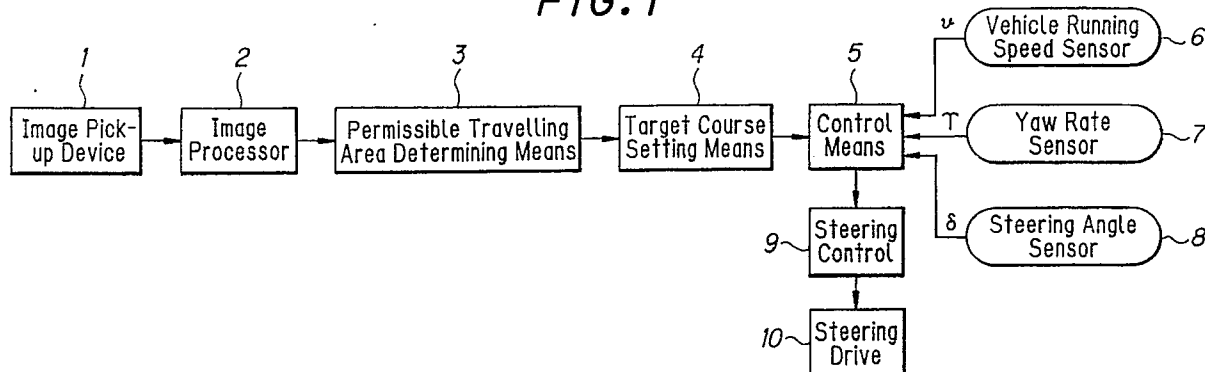 FIG. 1
1
Image Pick-
up Device
2
Image
Processor
3
Permissible Travelling
Area Determining Means
4
Target Course
Setting Means
5
Control
Means
υ
Vehicle Running
Speed Sensor
6
ϒ
Yaw Rate
Sensor
7
δ
Steering Angle
Sensor
8
9
Steering
Control
10
Steering
Drive